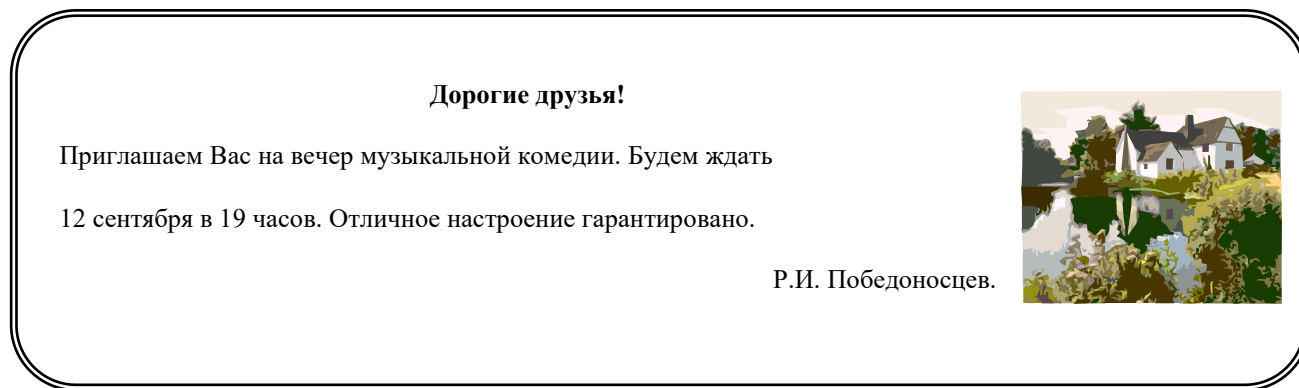 Дорогие друзья!
Приглашаем Вас на вечер музыкальной комедии. Будем ждать
12 сентября в 19 часов. Отличное настроение гарантировано.
Р.И. Победоносцев.